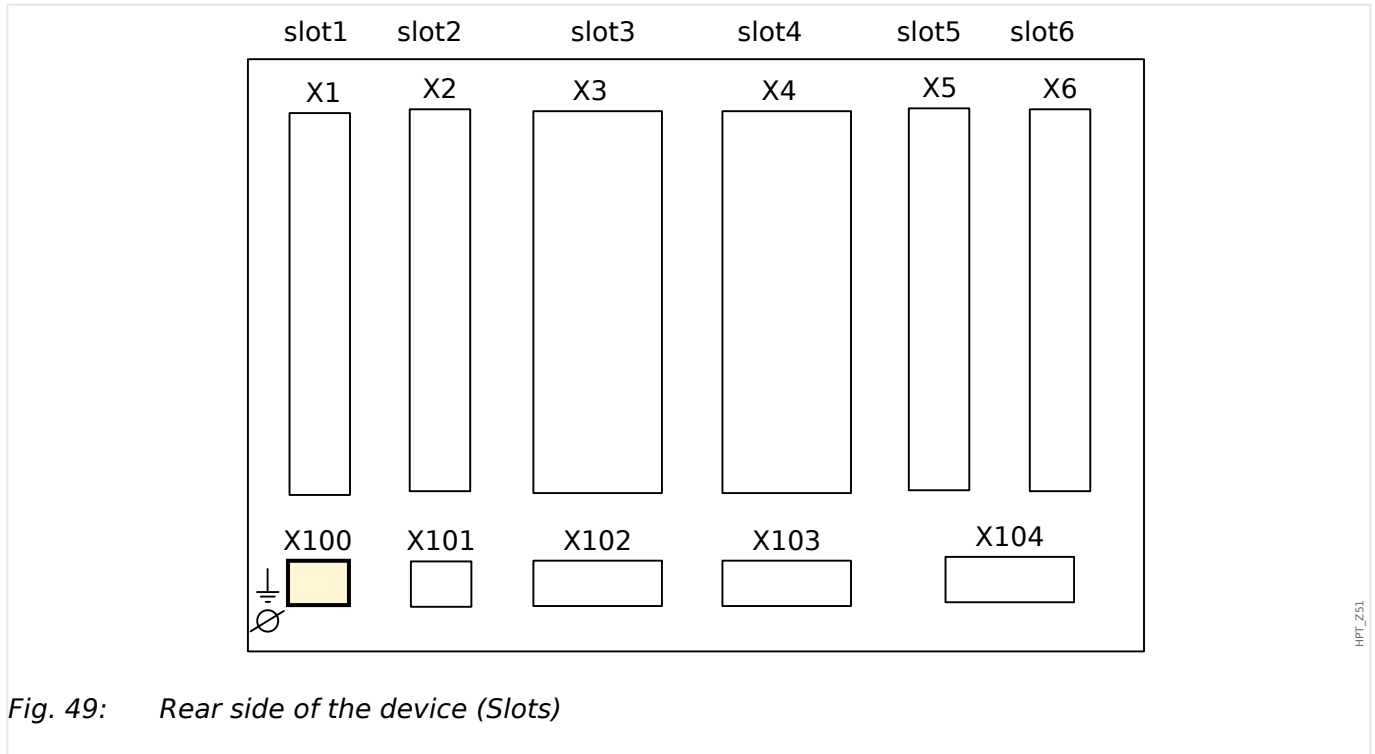 slot1 slot2 slot3 slot4 slot5 slot6
X1 X2 X3 X4 X5 X6
X100 X101 X102 X103 X104
HPT_Z51
Fig. 49: Rear side of the device (Slots)